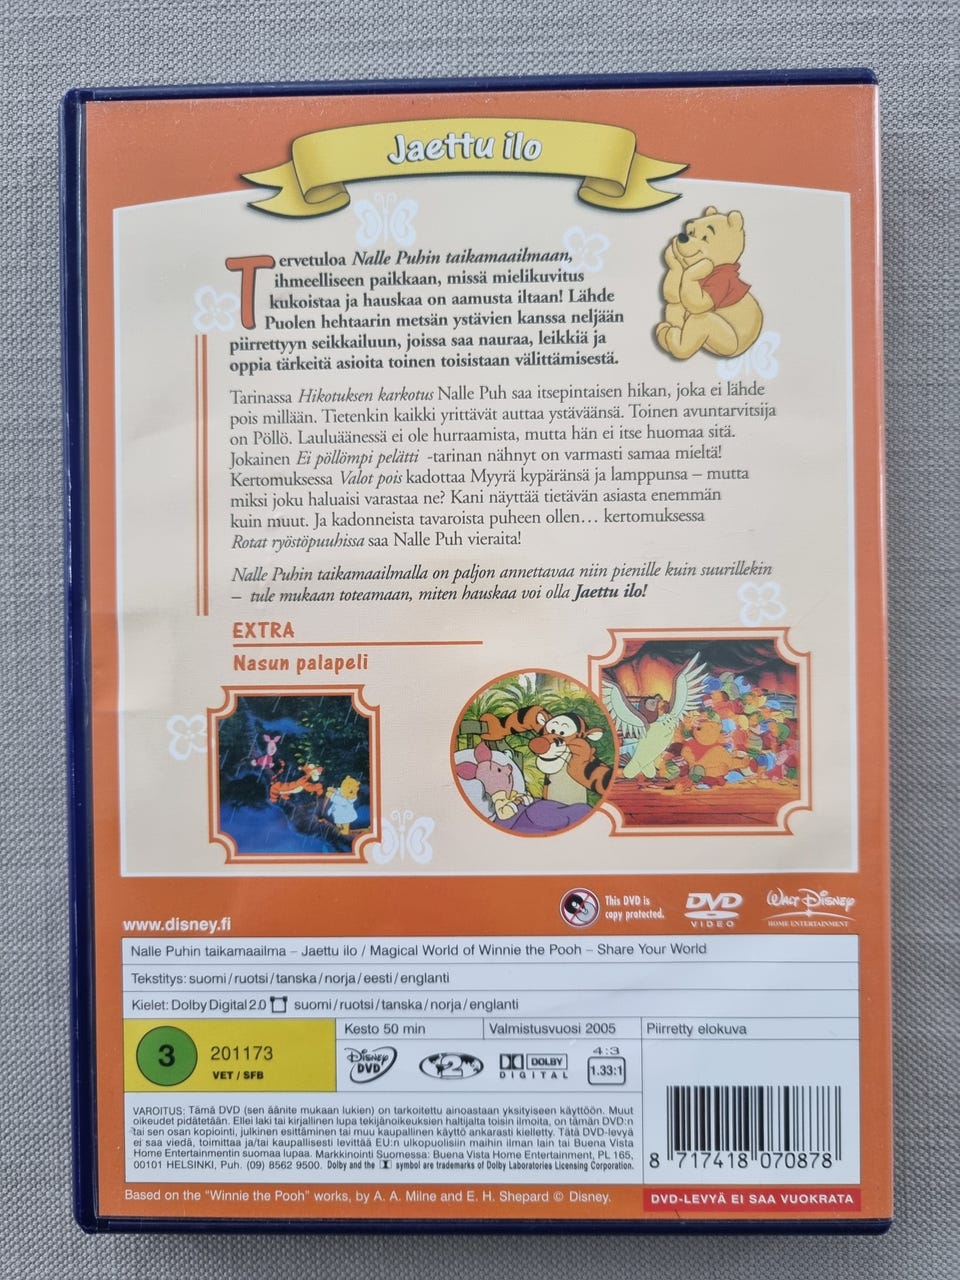 Jaettu ilo
Tervetuloa Nalle Puhin taikamaailmaan,
ihmeelliseen paikkaan, missä mielikuvitus
kukoistaa ja hauskaa on aamusta iltaan! Lähde
Puolen hehtaarin metsän ystävien kanssa neljään
piirrettyyn seikkailuun, joissa saa nauraa, leikkiä ja
oppia tärkeitä asioita toinen toisistaan välittämisestä.
Tarinassa Hikotuksen karkotus Nalle Puh saa itsepintaisen hikan, joka ei lähde
pois millään. Tietenkin kaikki yrittävät auttaa ystäväänsä. Toinen avuntarvitsija
on Pöllö. Lauluäänessä ei ole hurraamista, mutta hän ei itse huomaa sitä.
Jokainen Ei pöllömpi pelätti -tarinan nähnyt on varmasti samaa mieltä!
Kertomuksessa Valot pois kadottaa Myyrä kypäränsä ja lamppunsa – mutta
miksi joku haluaisi varastaa ne? Kani näyttää tietävän asiasta enemmän
kuin muut. Ja kadonneista tavaroista puheen ollen... kertomuksessa
Rotat ryöstöpuuhissa saa Nalle Puh vieraita!
Nalle Puhin taikamaailmalla on paljon annettavaa niin pienille kuin suurillekin
– tule mukaan toteamaan, miten hauskaa voi olla Jaettu ilo!
EXTRA
Nasun palapeli
www.disney.fi
This DVD is
copy protected.
DVD
VIDEO
WALT DISNEY
HOME ENTERTAINMENT
Nalle Puhin taikamaailma – Jaettu ilo / Magical World of Winnie the Pooh – Share Your World
Tekstitys: suomi/ruotsi/tanska/norja/eesti/englanti
Kielet: Dolby Digital 2.0 suomi/ruotsi/tanska/norja/englanti
3
201173
VET / SFB
Kesto 50 min
Valmistusvuosi 2005
Piirretty elokuva
DISNEY
DVD
2
DOLBY
DIGITAL
4:3
1.33:1
VAROITUS: Tämä DVD (sen äänite mukaan lukien) on tarkoitettu ainoastaan yksityiseen käyttöön. Muut
oikeudet pidätetään. Ellei laki tai kirjallinen lupa tekijänoikeuksien haltijalta toisin ilmoita, on tämän DVD:n
tai sen osan kopiointi, julkinen esittäminen tai muu kaupallinen käyttö ankarasti kielletty. Tätä DVD-levyä
ei saa viedä, toimittaa ja/tai kaupallisesti levittää EU:n ulkopuolisiin maihin ilman lain tai Buena Vista
Home Entertainmentin suomaa lupaa. Markkinointi Suomessa: Buena Vista Home Entertainment, PL 165,
00101 HELSINKI, Puh. (09) 8562 9500. Dolby and the symbol are trademarks of Dolby Laboratories Licensing Corporation.
8 717418 070878
Based on the "Winnie the Pooh" works, by A. A. Milne and E. H. Shepard © Disney.
DVD-LEVYÄ EI SAA VUOKRATA